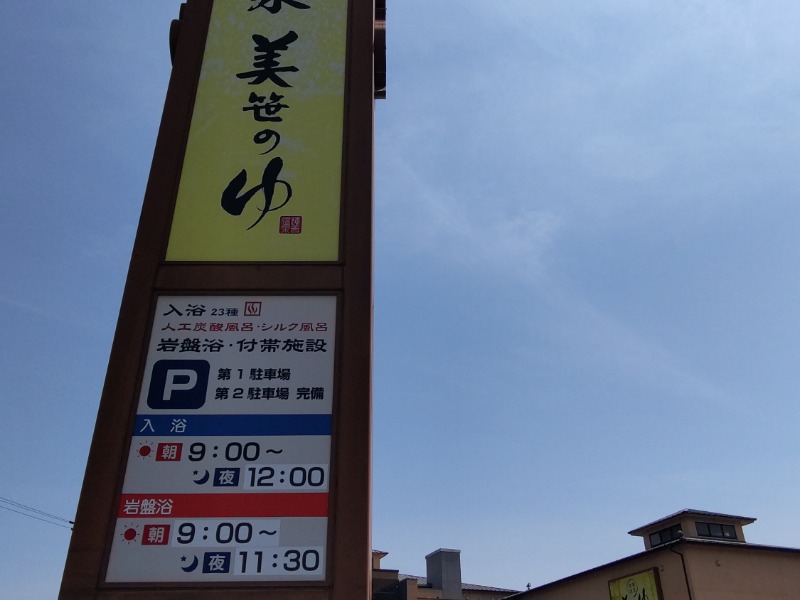 美笹のゆ
入浴 23種
人工炭酸風呂・シルク風呂
岩盤浴・付帯施設
P 第1駐車場
第2駐車場 完備
入浴
朝 9:00～
夜 12:00
岩盤浴
朝 9:00～
夜 11:30
のゆ